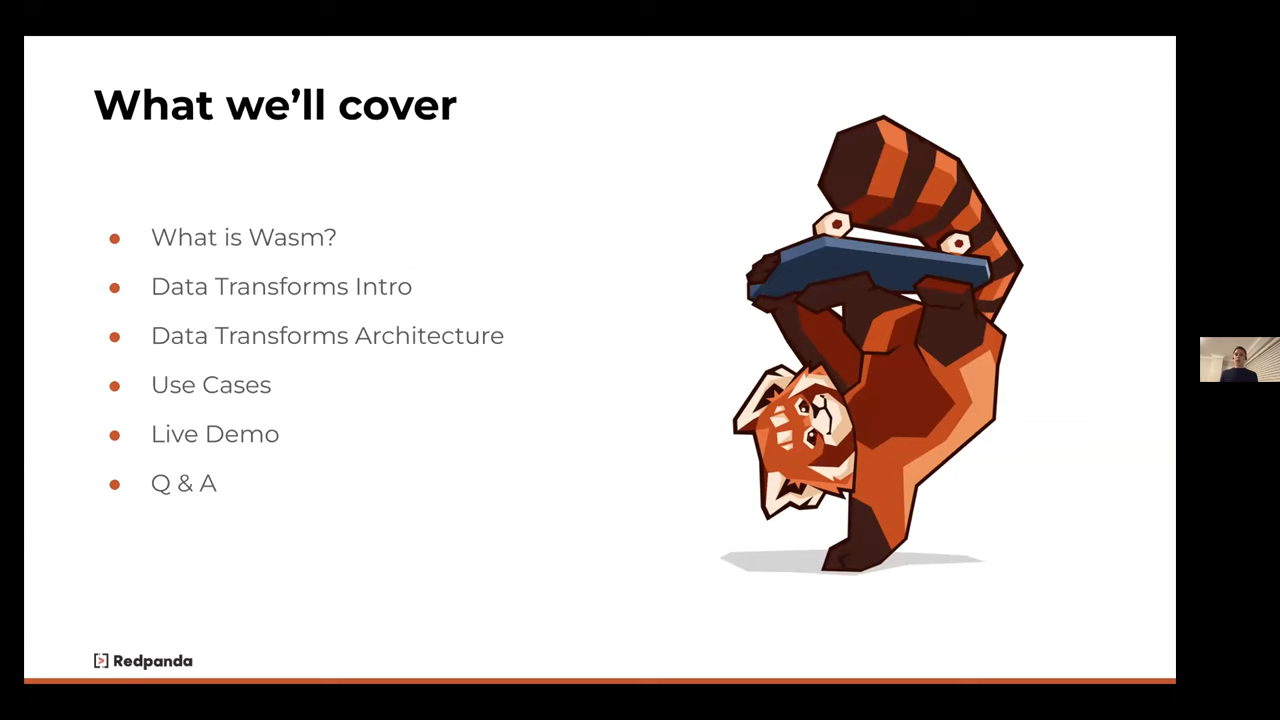 What we'll cover
What is Wasm?
Data Transforms Intro
Data Transforms Architecture
Use Cases
Live Demo
Q & A
Redpanda